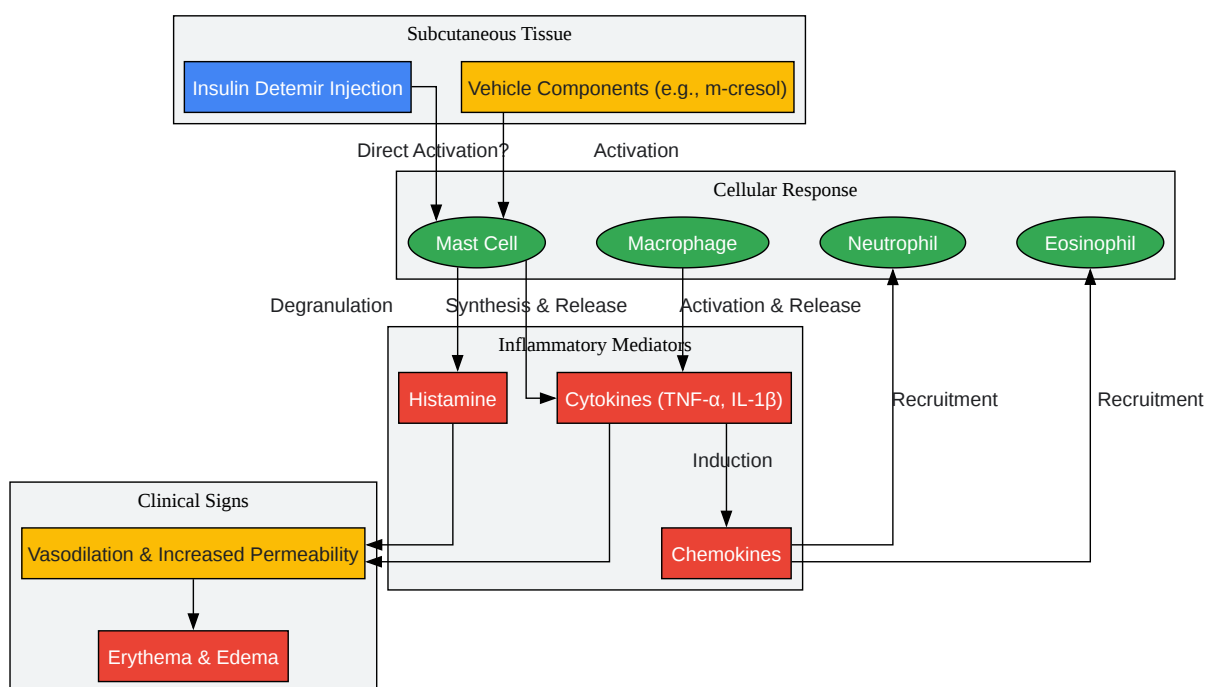 Subcutaneous Tissue
Insulin Detemir Injection
Vehicle Components (e.g., m-cresol)
Direct Activation?
Activation
Cellular Response
Mast Cell
Macrophage
Neutrophil
Eosinophil
Degranulation
Synthesis & Release
Activation & Release
Inflammatory Mediators
Histamine
Cytokines (TNF-α, IL-1β)
Recruitment
Recruitment
Induction
Clinical Signs
Vasodilation & Increased Permeability
Chemokines
Erythema & Edema